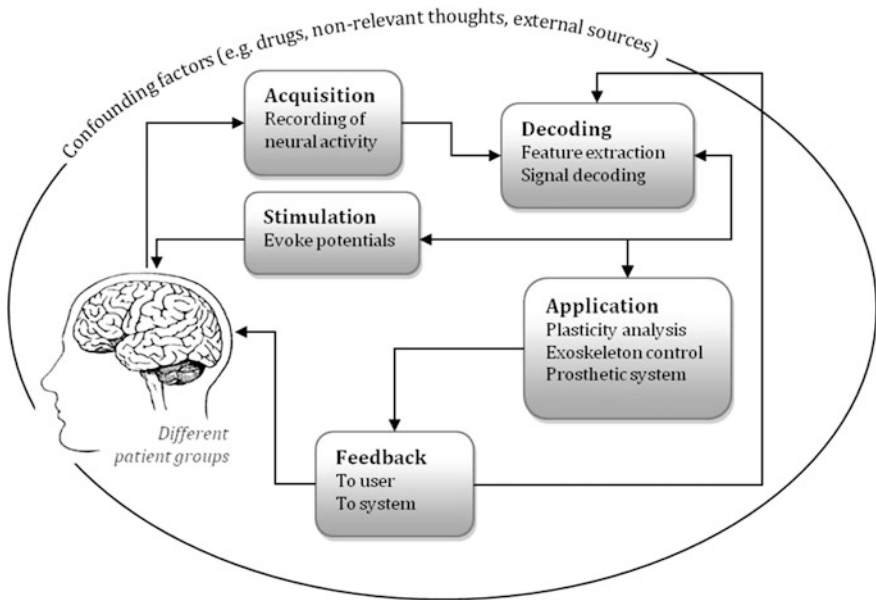 Confounding factors (e.g. drugs, non-relevant thoughts, external sources)
Acquisition
Recording of
neural activity
Decoding
Feature extraction
Signal decoding
Stimulation
Evoke potentials
Application
Plasticity analysis
Exoskeleton control
Prosthetic system
Different
patient groups
Feedback
To user
To system